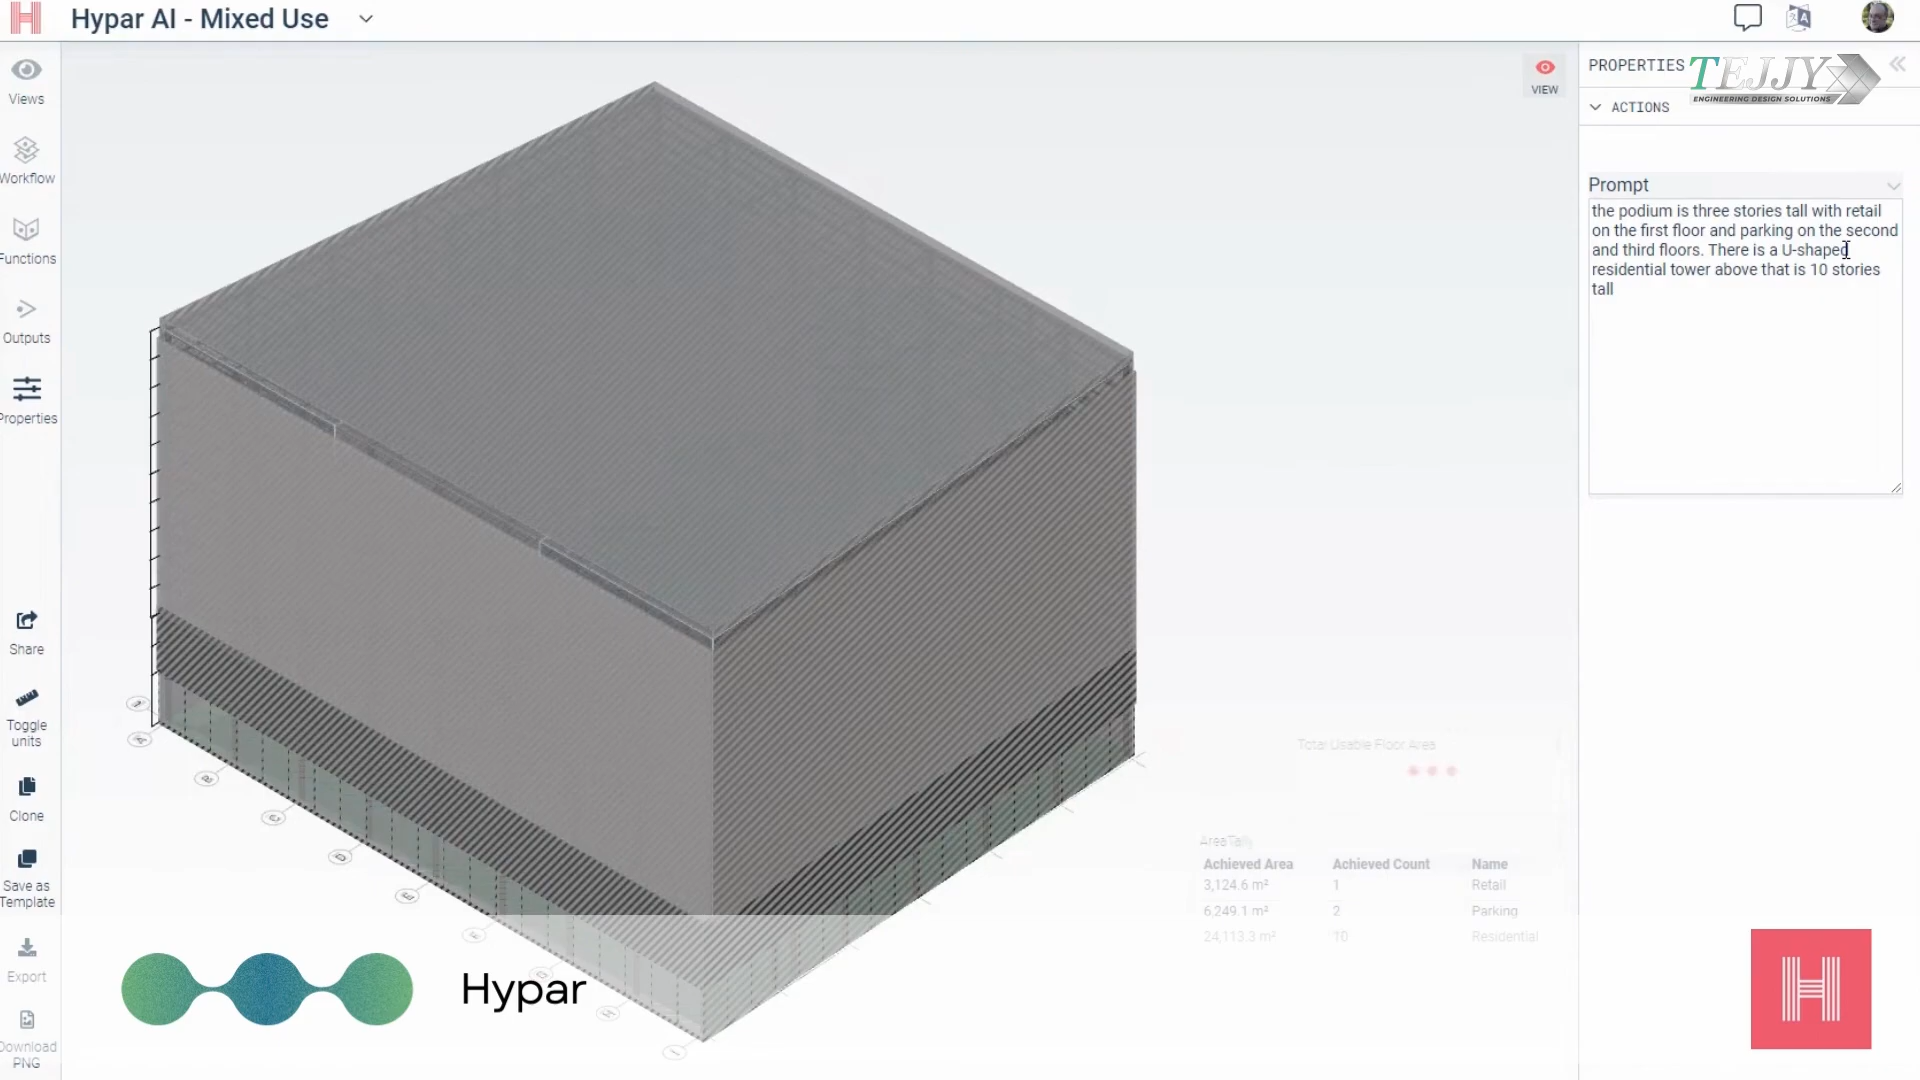 Hypar AI - Mixed Use
Views
Workflow
Functions
Outputs
Properties
Share
Toggle
units
Clone
Save as
Template
Export
Download
PNG
VIEW
PROPERTIES
TEJJY
ENGINEERING DESIGN SOLUTIONS
ACTIONS
Prompt
the podium is three stories tall with retail
on the first floor and parking on the second
and third floors. There is a U-shaped
residential tower above that is 10 stories
tall
Total Usable Floor Area
AreaTally
Achieved Area Achieved Count Name
3,124.6 m² 1 Retail
6,249.1 m² 2 Parking
24,113.3 m² 10 Residential
A
B
C
D
E
F
G
H
Hypar
H